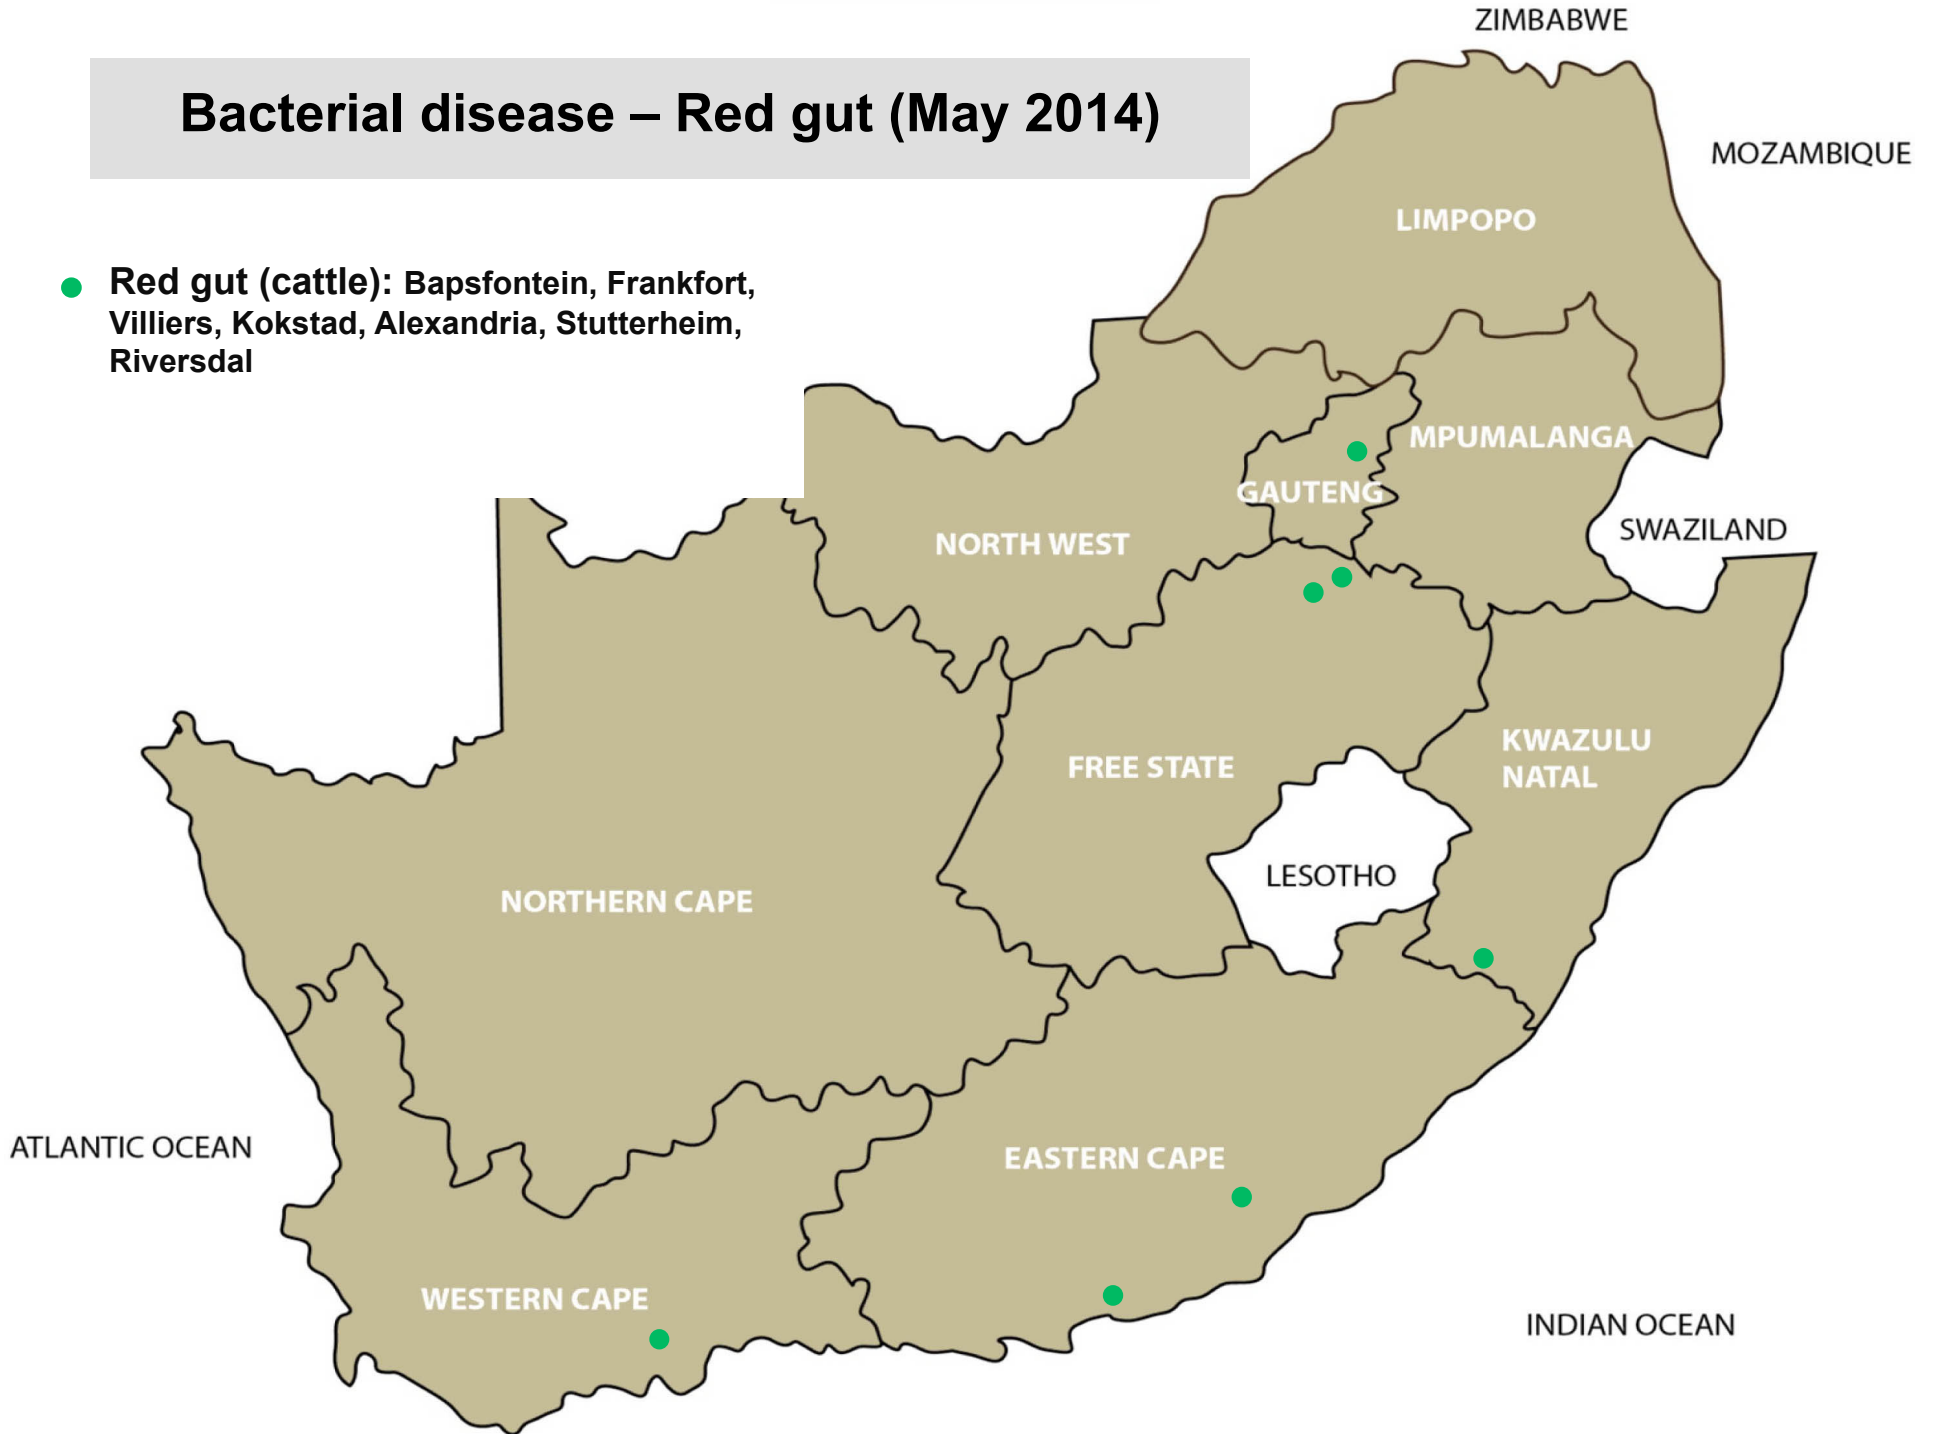 ZIMBABWE
Bacterial disease – Red gut (May 2014)
MOZAMBIQUE
LIMPOPO
Red gut (cattle): Bapsfontein, Frankfort,
Villiers, Kokstad, Alexandria, Stutterheim,
Riversdal
MPUMALANGA
GAUTENG
SWAZILAND
NORTH WEST
KWAZULU
NATAL
FREE STATE
LESOTHO
NORTHERN CAPE
ATLANTIC OCEAN
EASTERN CAPE
WESTERN CAPE
INDIAN OCEAN